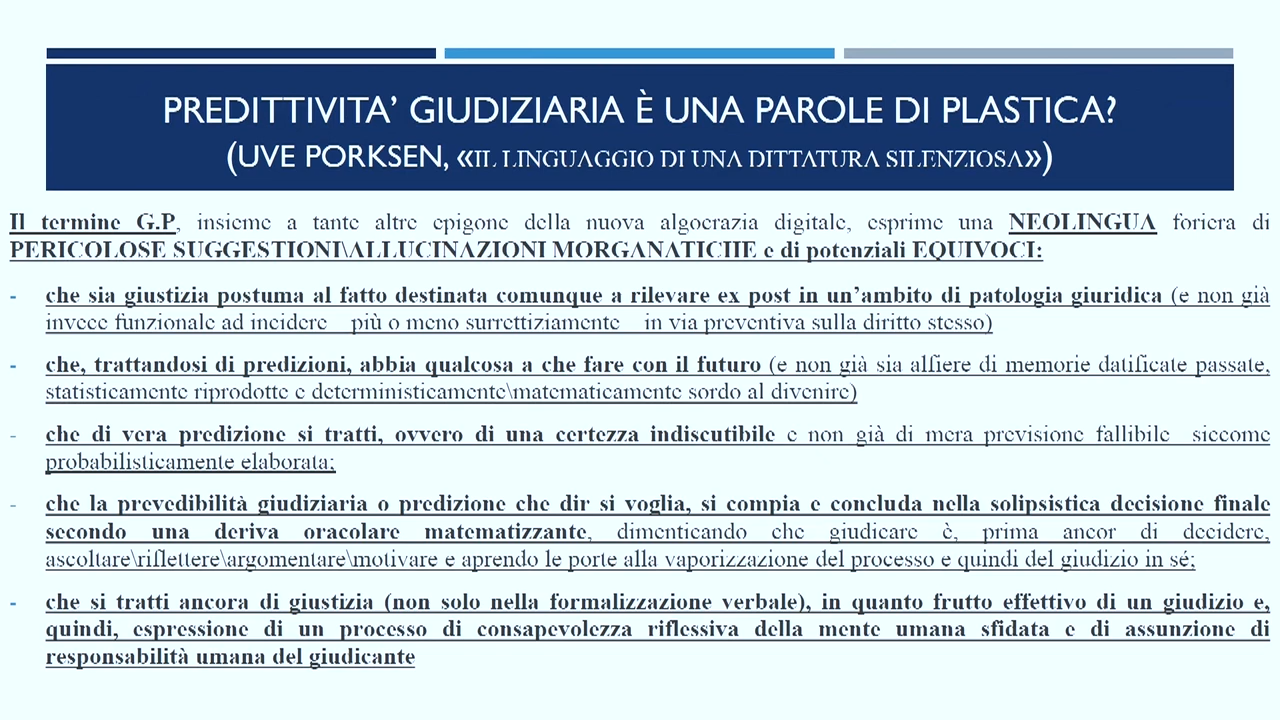 PREDITTIVITA' GIUDIZIARIA È UNA PAROLE DI PLASTICA?
(UVE PORKSEN, «IL LINGUAGGIO DI UNA DITTATURA SILENZIOSA»)
Il termine G.P, insieme a tante altre epigone della nuova algocrazia digitale, esprime una NEOLINGUA foriera di
PERICOLOSE SUGGESTIONI\ALLUCINAZIONI MORGANATICHE e di potenziali EQUIVOCI:
- che sia giustizia postuma al fatto destinata comunque a rilevare ex post in un'ambito di patologia giuridica (e non già
invece funzionale ad incidere più o meno surrettiziamente in via preventiva sulla diritto stesso)
- che, trattandosi di predizioni, abbia qualcosa a che fare con il futuro (e non già sia alfiere di memorie datificate passate,
statisticamente riprodotte e deterministicamente\matematicamente sordo al divenire)
- che di vera predizione si tratti, ovvero di una certezza indiscutibile e non già di mera previsione fallibile siccome
probabilisticamente elaborata;
- che la prevedibilità giudiziaria o predizione che dir si voglia, si compia e concluda nella solipsistica decisione finale
secondo una deriva oracolare matematizzante, dimenticando che giudicare è, prima ancor di decidere,
ascoltare\riflettere\argomentare\motivare e aprendo le porte alla vaporizzazione del processo e quindi del giudizio in sé;
- che si tratti ancora di giustizia (non solo nella formalizzazione verbale), in quanto frutto effettivo di un giudizio e,
quindi, espressione di un processo di consapevolezza riflessiva della mente umana sfidata e di assunzione di
responsabilità umana del giudicante